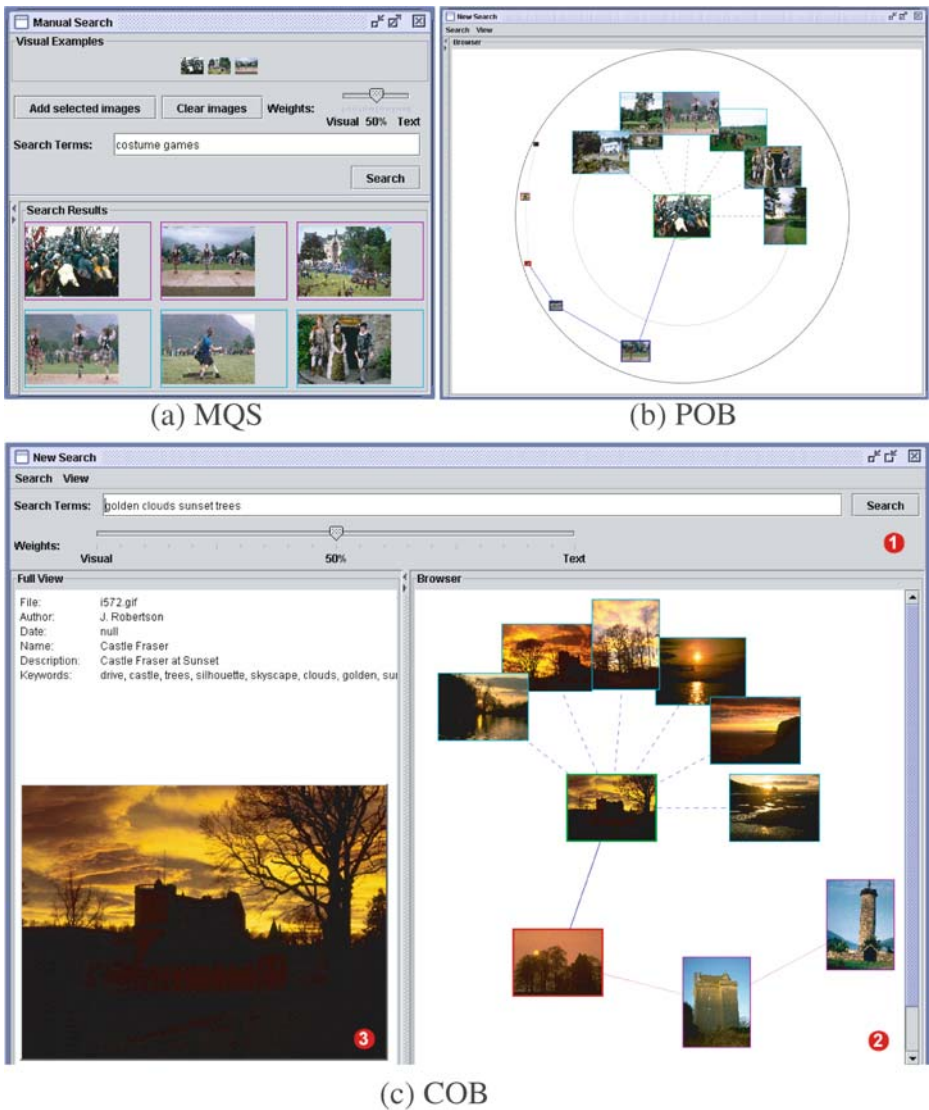 Manual Search
Visual Examples
Add selected images
Clear images
Weights:
Visual 50% Text
Search Terms:
costume games
Search
Search Results
(a) MQS
New Search
Search View
Browser
(b) POB
New Search
Search View
Search Terms:
golden clouds sunset trees
Search
Weights:
Visual
50%
Text
1
Full View
File: i572.gif
Author: J. Robertson
Date: null
Name: Castle Fraser
Description: Castle Fraser at Sunset
Keywords: drive, castle, trees, silhouette, skyscape, clouds, golden, sun
3
Browser
2
(c) COB